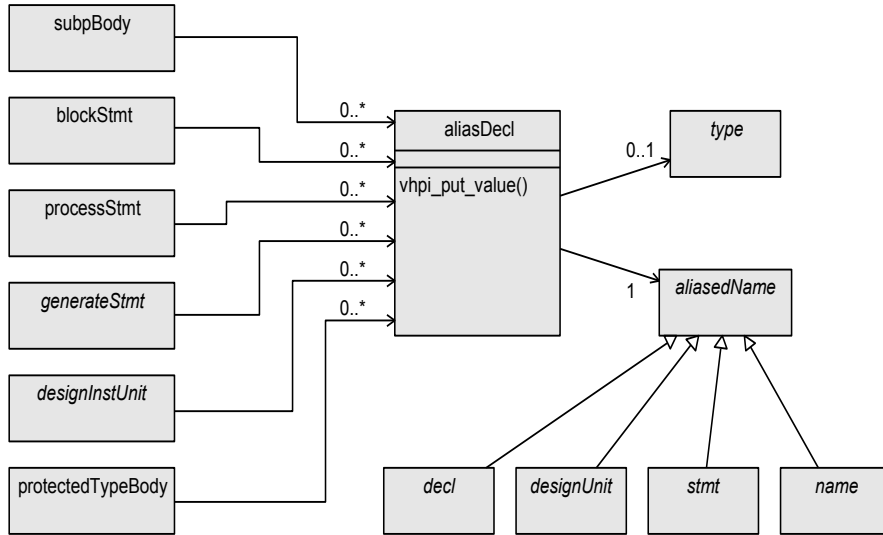 subpBody
blockStmt
processStmt
generateStmt
designInstUnit
protectedTypeBody
0..*
0..*
0..*
0..*
0..*
0..*
aliasDecl
vhpi_put_value()
0..1
type
1
aliasedName
decl
designUnit
stmt
name